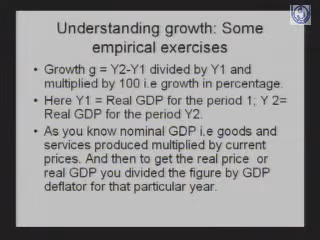 Understanding growth: Some
empirical exercises
• Growth g = Y2-Y1 divided by Y1 and
multiplied by 100 i.e growth in percentage.
• Here Y1 = Real GDP for the period 1; Y 2=
Real GDP for the period Y2.
• As you know nominal GDP i.e goods and
services produced multiplied by current
prices. And then to get the real price or
real GDP you divided the figure by GDP
deflator for that particular year.